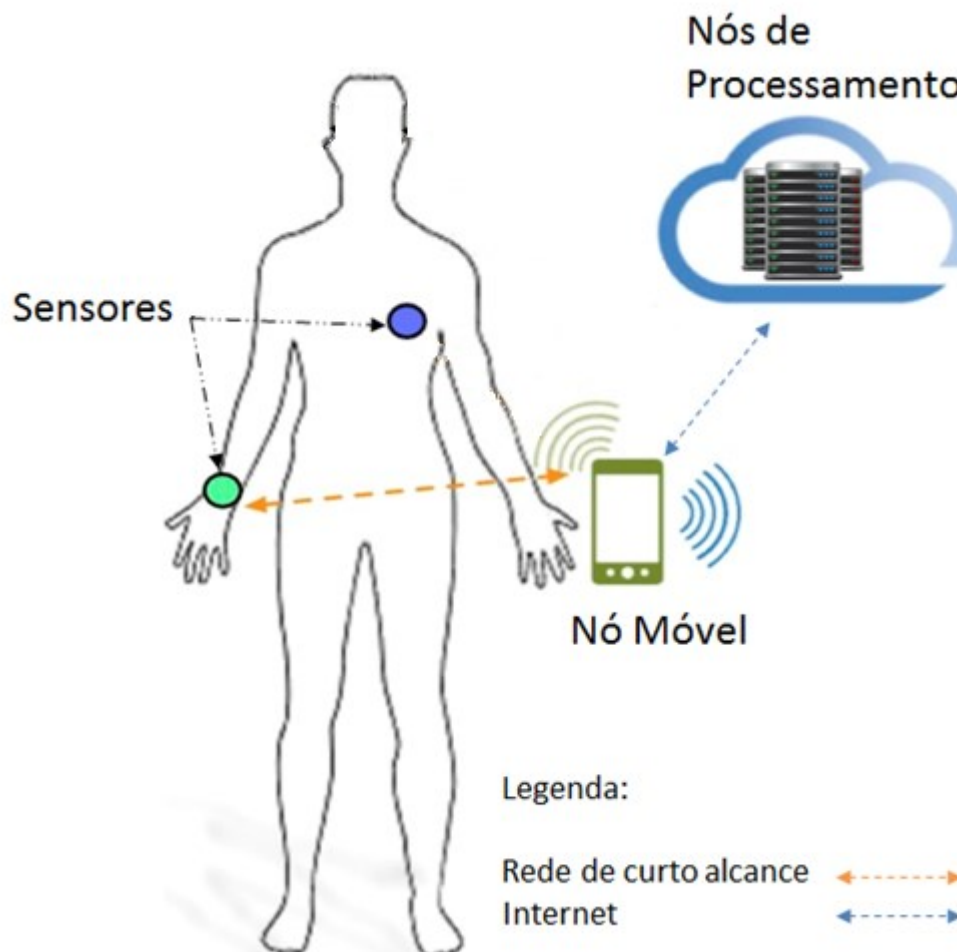 Nós de
Processamento
Sensores
Nó Móvel
Legenda:
Rede de curto alcance
Internet